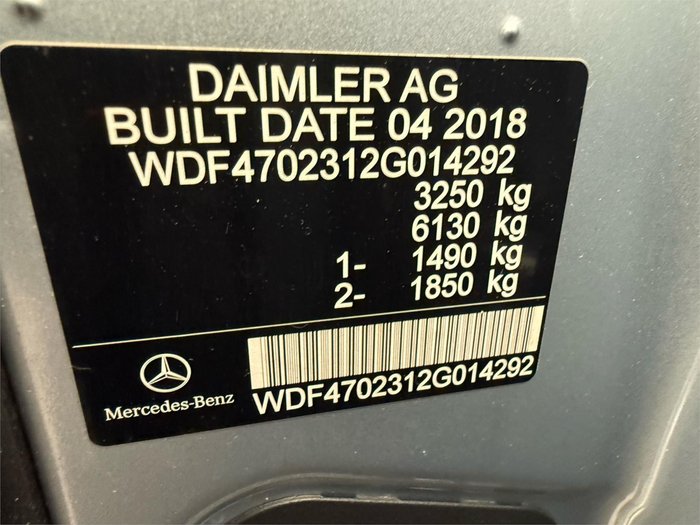 DAIMLER AG
BUILT DATE 04 2018
WDF4702312G014292
3250 kg
6130 kg
1- 1490 kg
2- 1850 kg
Mercedes-Benz
WDF4702312G014292